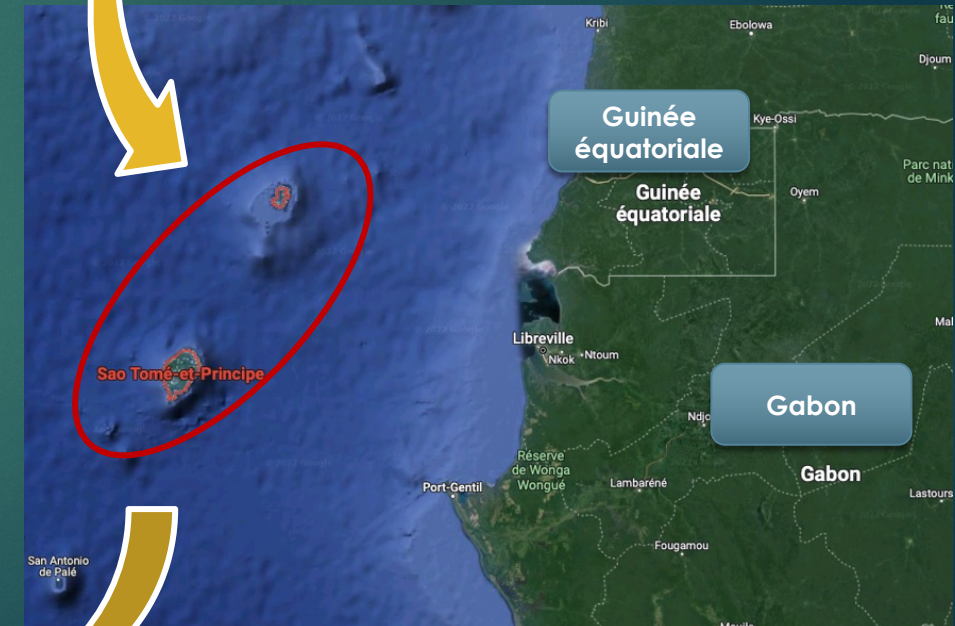 Kribi
Ebolowa
Djoum
Guinée
équatoriale
Kye-Ossi
Guinée
équatoriale
Oyem
Parc nati
de Mink
Libreville
Nkok
Ntoum
Mal
Sao Tomé-et-Principe
Gabon
Ndjo
Réserve
de Wonga
Wongué
Port-Gentil
Lambaréné
Gabon
Lastours
Fougamou
San Antonio
de Palé